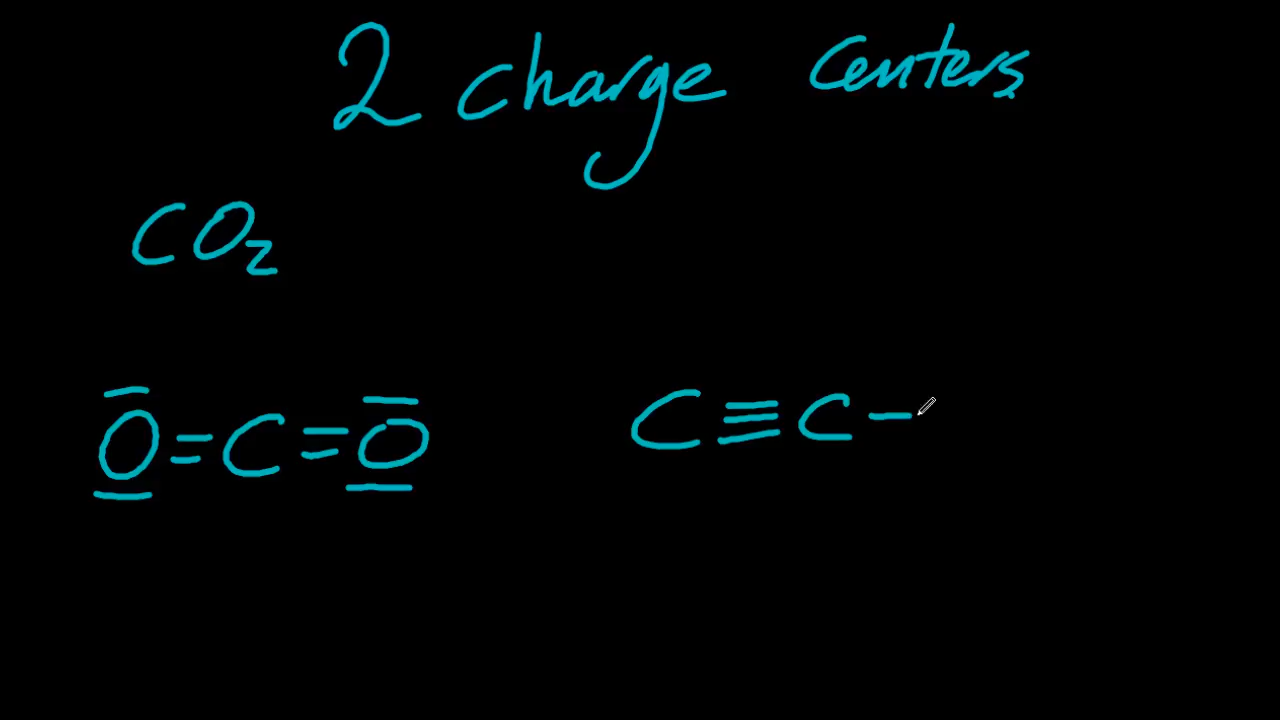 2 charge centers
CO₂
O=C=O
C≡C-